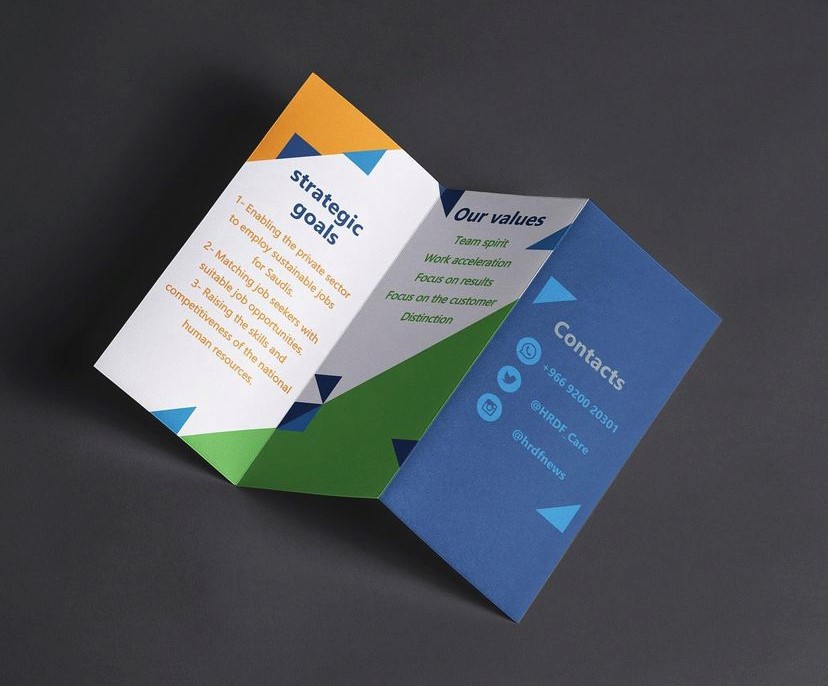 strategic
goals
1- Enabling the private sector
to employ sustainable jobs
for Saudis.
2- Matching job seekers with
suitable job opportunities.
3- Raising the skills and
competitiveness of the national
human resources.
Our values
Team spirit
Work acceleration
Focus on results
Focus on the customer
Distinction
Contacts
+966 9200 20301
@HRDF_Care
@hrdfnews